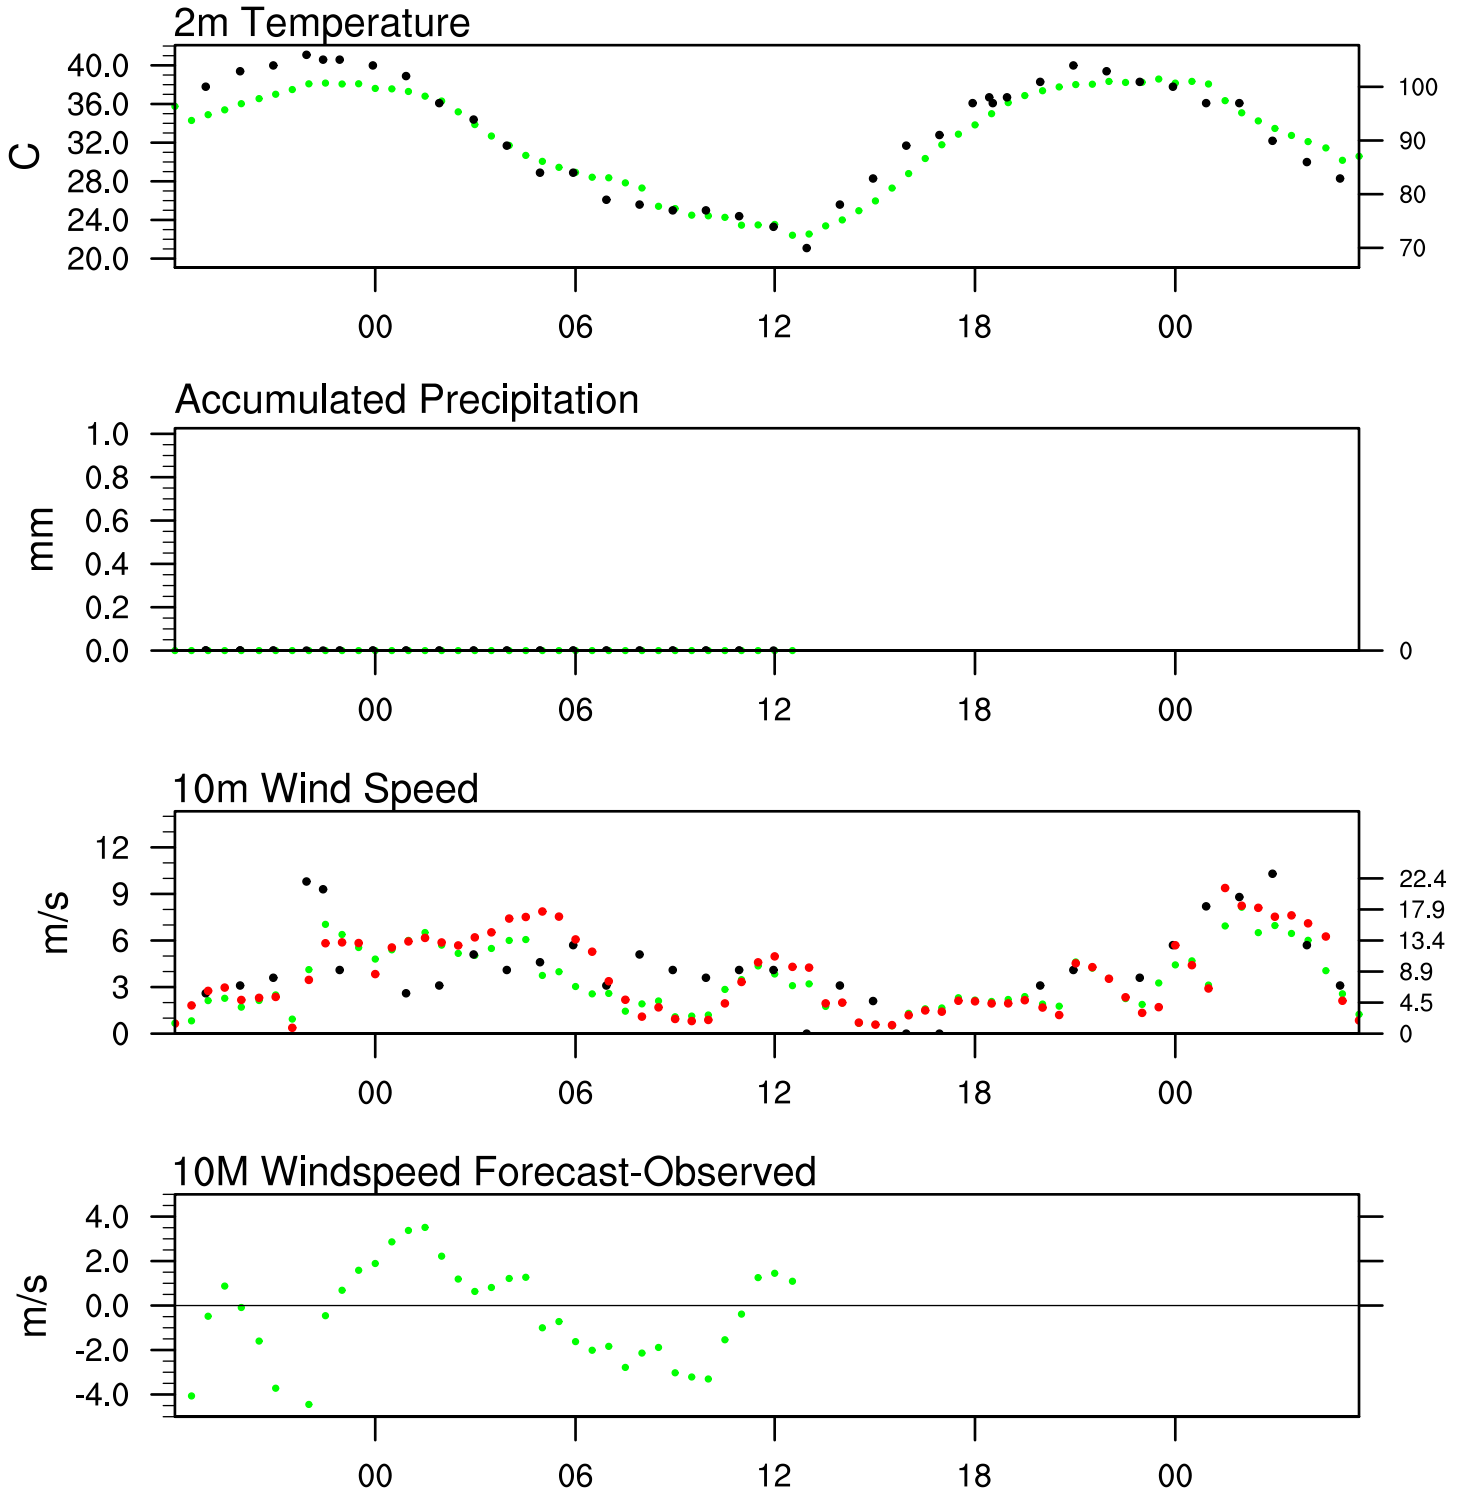 2m Temperature
40.0
36.0
32.0
28.0
24.0
20.0
C
100
90
80
70
00 06 12 18 00
Accumulated Precipitation
1.0
0.8
0.6
0.4
0.2
0.0
mm
0
00 06 12 18 00
10m Wind Speed
12
9
6
3
0
m/s
22.4
17.9
13.4
8.9
4.5
0
00 06 12 18 00
10M Windspeed Forecast-Observed
4.0
2.0
0.0
-2.0
-4.0
m/s
00 06 12 18 00